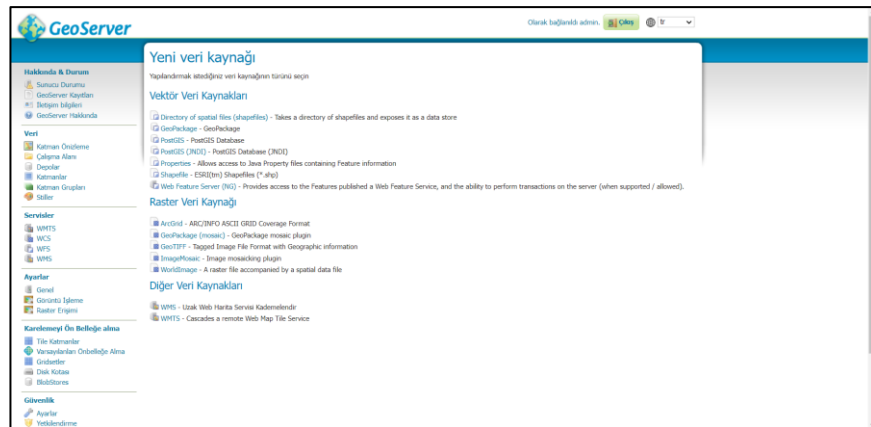 GeoServer
Olarak bağlanıldı admin. Çıkış tr
Yeni veri kaynağı
Yapılandırmak istediğiniz veri kaynağının türünü seçin
Hakkında & Durum
Sunucu Durumu
GeoServer Kayıtları
İletişim bilgileri
GeoServer Hakkında
Veri
Katman Önizleme
Çalışma Alanı
Depolar
Katmanlar
Katman Grupları
Stiller
Servisler
WMTS
WCS
WFS
WMS
Ayarlar
Genel
Görüntü İşleme
Raster Erişimi
Karelemeyi Ön Belleğe alma
Tile Katmanlar
Varsayılanları Önbelleğe Alma
Gridsetler
Disk Kotası
BlobStores
Güvenlik
Ayarlar
Yetkilendirme
Vektör Veri Kaynakları
Directory of spatial files (shapefiles) - Takes a directory of shapefiles and exposes it as a data store
GeoPackage - GeoPackage
PostGIS - PostGIS Database
PostGIS (JNDI) - PostGIS Database (JNDI)
Properties - Allows access to Java Property files containing Feature information
Shapefile - ESRI(tm) Shapefiles (*.shp)
Web Feature Server (NG) - Provides access to the Features published a Web Feature Service, and the ability to perform transactions on the server (when supported / allowed).
Raster Veri Kaynağı
ArcGrid - ARC/INFO ASCII GRID Coverage Format
GeoPackage (mosaic) - GeoPackage mosaic plugin
GeoTIFF - Tagged Image File Format with Geographic information
ImageMosaic - Image mosaicking plugin
WorldImage - A raster file accompanied by a spatial data file
Diğer Veri Kaynakları
WMS - Uzak Web Harita Servisi Kademelendir
WMTS - Cascades a remote Web Map Tile Service